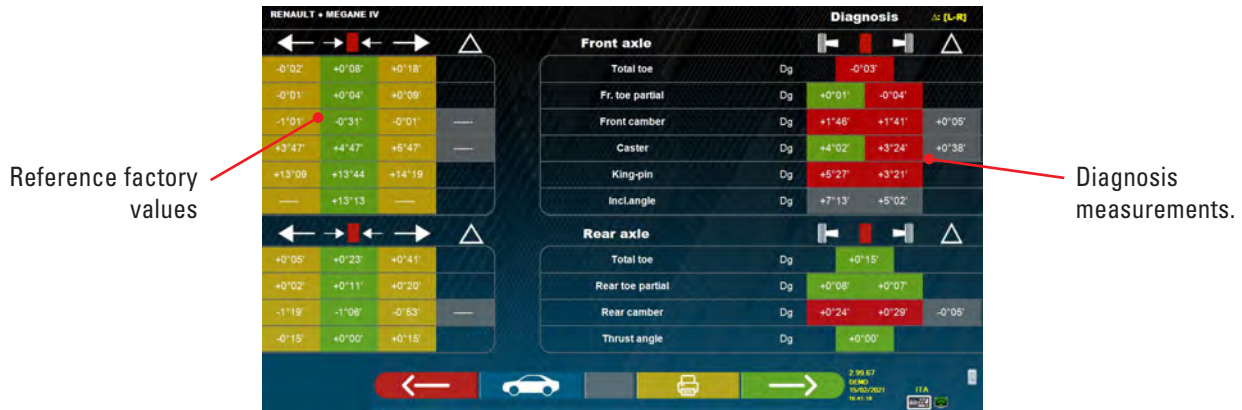 RENAULT • MEGANE IV Diagnosis Δ: [L-R]
Front axle
-0°02' +0°08' +0°18' Total toe Dg -0°03'
-0°01' +0°04' +0°09' Fr. toe partial Dg +0°01' -0°04'
-1°01' -0°31' -0°01' Front camber Dg +1°46' +1°41' +0°05'
+3°47' +4°47' +5°47' Caster Dg +4°02' +3°24' +0°38'
Reference factory
values
Diagnosis
measurements.
+13°09 +13°44 +14°19 King-pin Dg +5°27' +3°21'
+13°13 Incl.angle Dg +7°13' +5°02'
Rear axle
+0°05' +0°23' +0°41' Total toe Dg +0°15'
+0°02' +0°11' +0°20' Rear toe partial Dg +0°08' +0°07'
-1°19' -1°06' -0°53' Rear camber Dg +0°24' +0°29' -0°05'
-0°15' +0°00' +0°15' Thrust angle Dg +0°00'
2.99.67
DEMO
15/02/2021 ITA